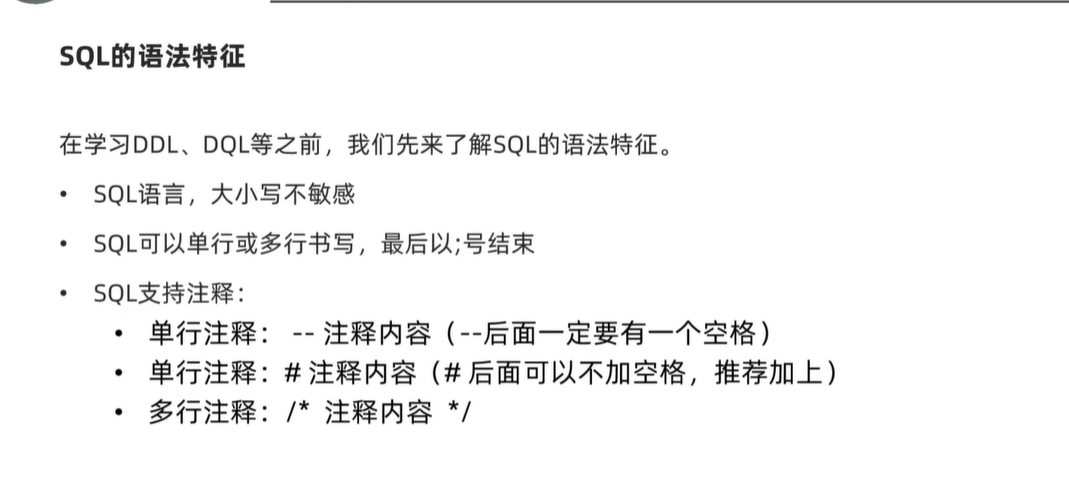 SQL的语法特征
在学习DDL、DQL等之前，我们先来了解SQL的语法特征。
• SQL语言，大小写不敏感
• SQL可以单行或多行书写，最后以;号结束
• SQL支持注释：
• 单行注释： -- 注释内容（--后面一定要有一个空格）
• 单行注释：# 注释内容（# 后面可以不加空格，推荐加上）
• 多行注释：/* 注释内容 */